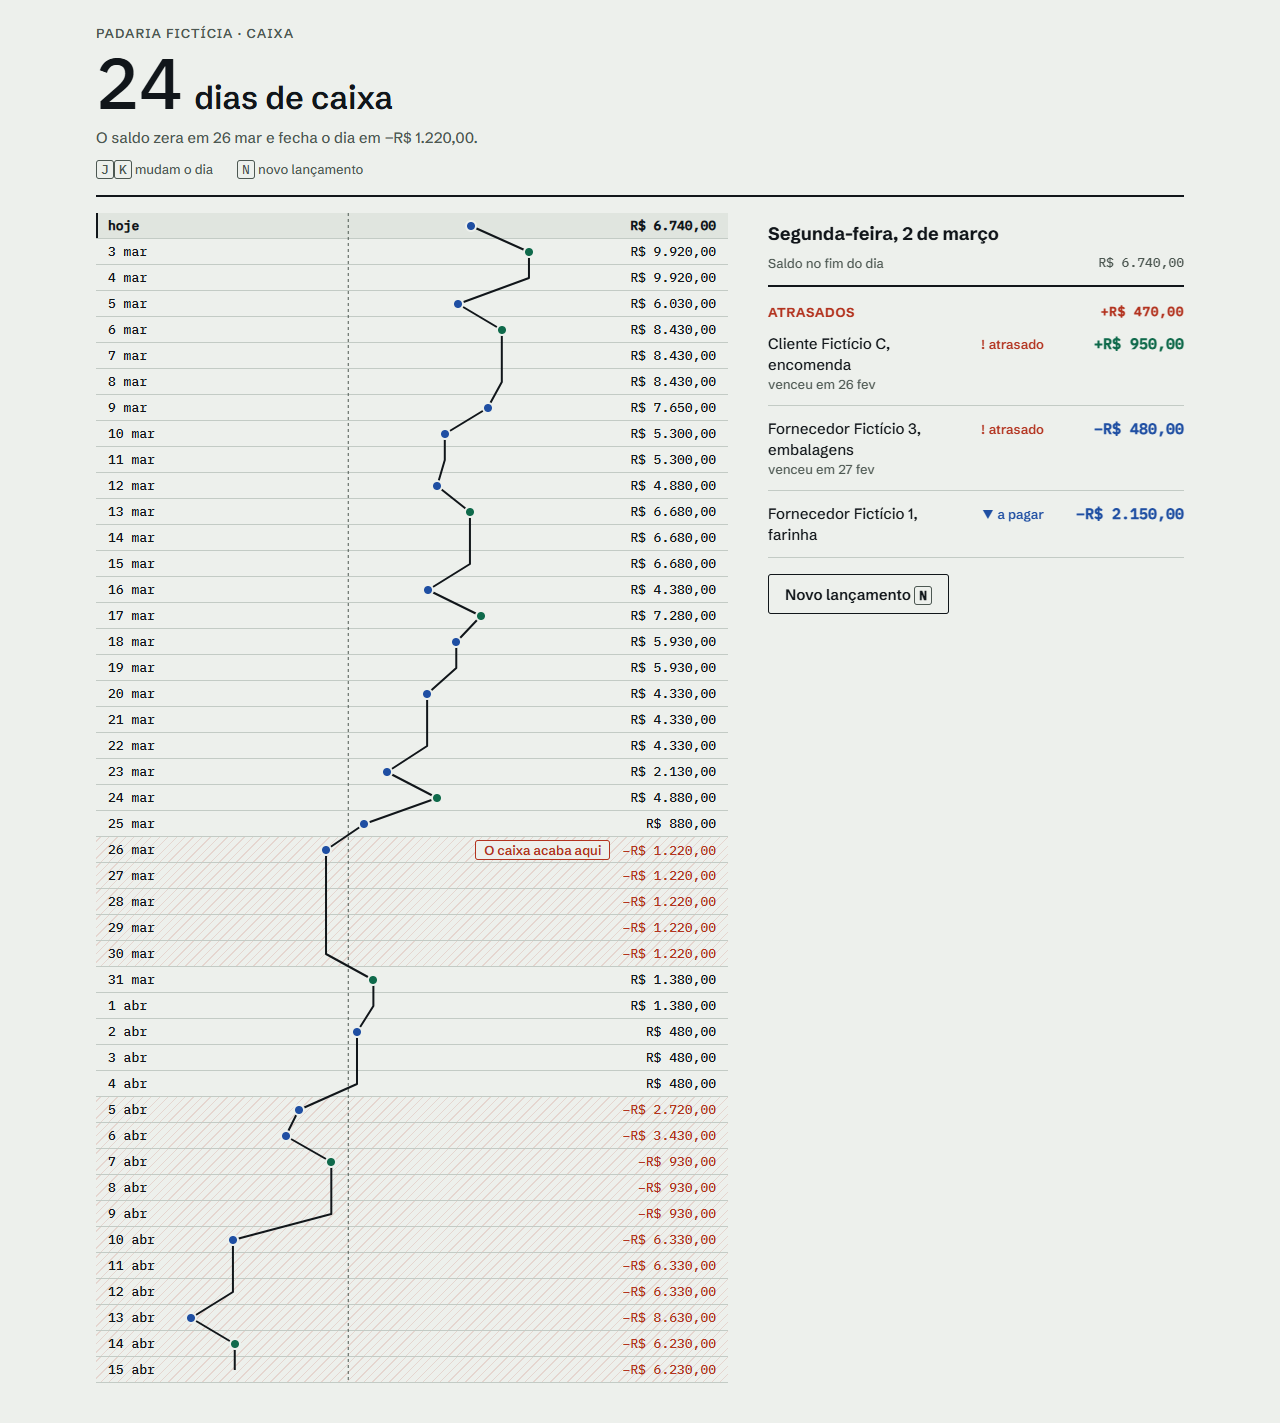 PADARIA FICTÍCIA · CAIXA
24 dias de caixa
O saldo zera em 26 mar e fecha o dia em −R$ 1.220,00.
J K mudam o dia N novo lançamento
hoje R$ 6.740,00
3 mar R$ 9.920,00
4 mar R$ 9.920,00
5 mar R$ 6.030,00
6 mar R$ 8.430,00
7 mar R$ 8.430,00
8 mar R$ 8.430,00
9 mar R$ 7.650,00
10 mar R$ 5.300,00
11 mar R$ 5.300,00
12 mar R$ 4.880,00
13 mar R$ 6.680,00
14 mar R$ 6.680,00
15 mar R$ 6.680,00
16 mar R$ 4.380,00
17 mar R$ 7.280,00
18 mar R$ 5.930,00
19 mar R$ 5.930,00
20 mar R$ 4.330,00
21 mar R$ 4.330,00
22 mar R$ 4.330,00
23 mar R$ 2.130,00
24 mar R$ 4.880,00
25 mar R$ 880,00
26 mar O caixa acaba aqui −R$ 1.220,00
27 mar −R$ 1.220,00
28 mar −R$ 1.220,00
29 mar −R$ 1.220,00
30 mar −R$ 1.220,00
31 mar R$ 1.380,00
1 abr R$ 1.380,00
2 abr R$ 480,00
3 abr R$ 480,00
4 abr R$ 480,00
5 abr −R$ 2.720,00
6 abr −R$ 3.430,00
7 abr −R$ 930,00
8 abr −R$ 930,00
9 abr −R$ 930,00
10 abr −R$ 6.330,00
11 abr −R$ 6.330,00
12 abr −R$ 6.330,00
13 abr −R$ 8.630,00
14 abr −R$ 6.230,00
15 abr −R$ 6.230,00
Segunda-feira, 2 de março
Saldo no fim do dia R$ 6.740,00
ATRASADOS +R$ 470,00
Cliente Fictício C, ! atrasado +R$ 950,00
encomenda
venceu em 26 fev
Fornecedor Fictício 3, ! atrasado −R$ 480,00
embalagens
venceu em 27 fev
Fornecedor Fictício 1, ▼ a pagar −R$ 2.150,00
farinha
Novo lançamento N